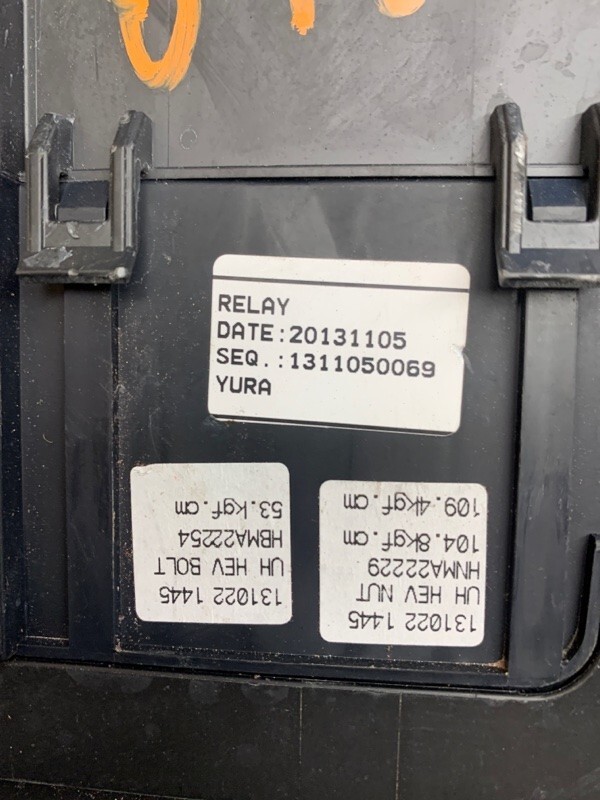 RELAY
DATE:20131105
SEQ.:1311050069
YURA
131022 1445
UH HEV BOLT
HBMA22254
53.kgf.cm
131022 1445
UH HEV NUT
HNMA22229
104.8kgf.cm
109.4kgf.cm